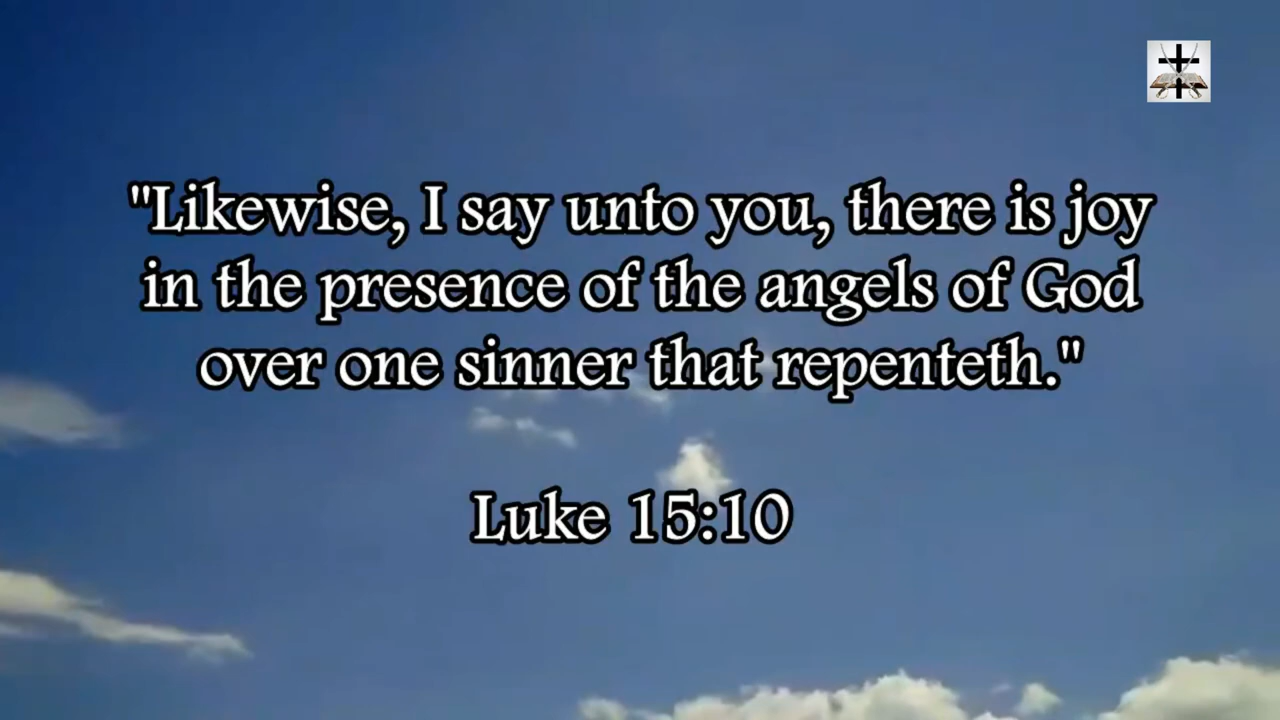 "Likewise, I say unto you, there is joy
in the presence of the angels of God
over one sinner that repenteth."
Luke 15:10